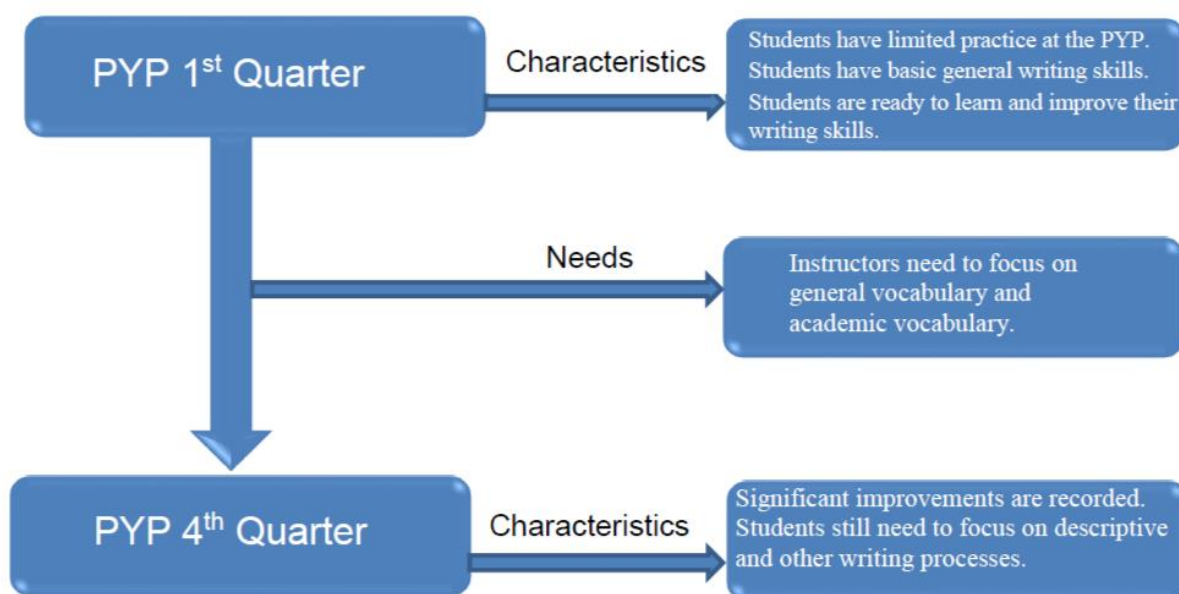 PYP 1st Quarter
Characteristics
Students have limited practice at the PYP.
Students have basic general writing skills.
Students are ready to learn and improve their
writing skills.
Needs
Instructors need to focus on
general vocabulary and
academic vocabulary.
PYP 4th Quarter
Characteristics
Significant improvements are recorded.
Students still need to focus on descriptive
and other writing processes.